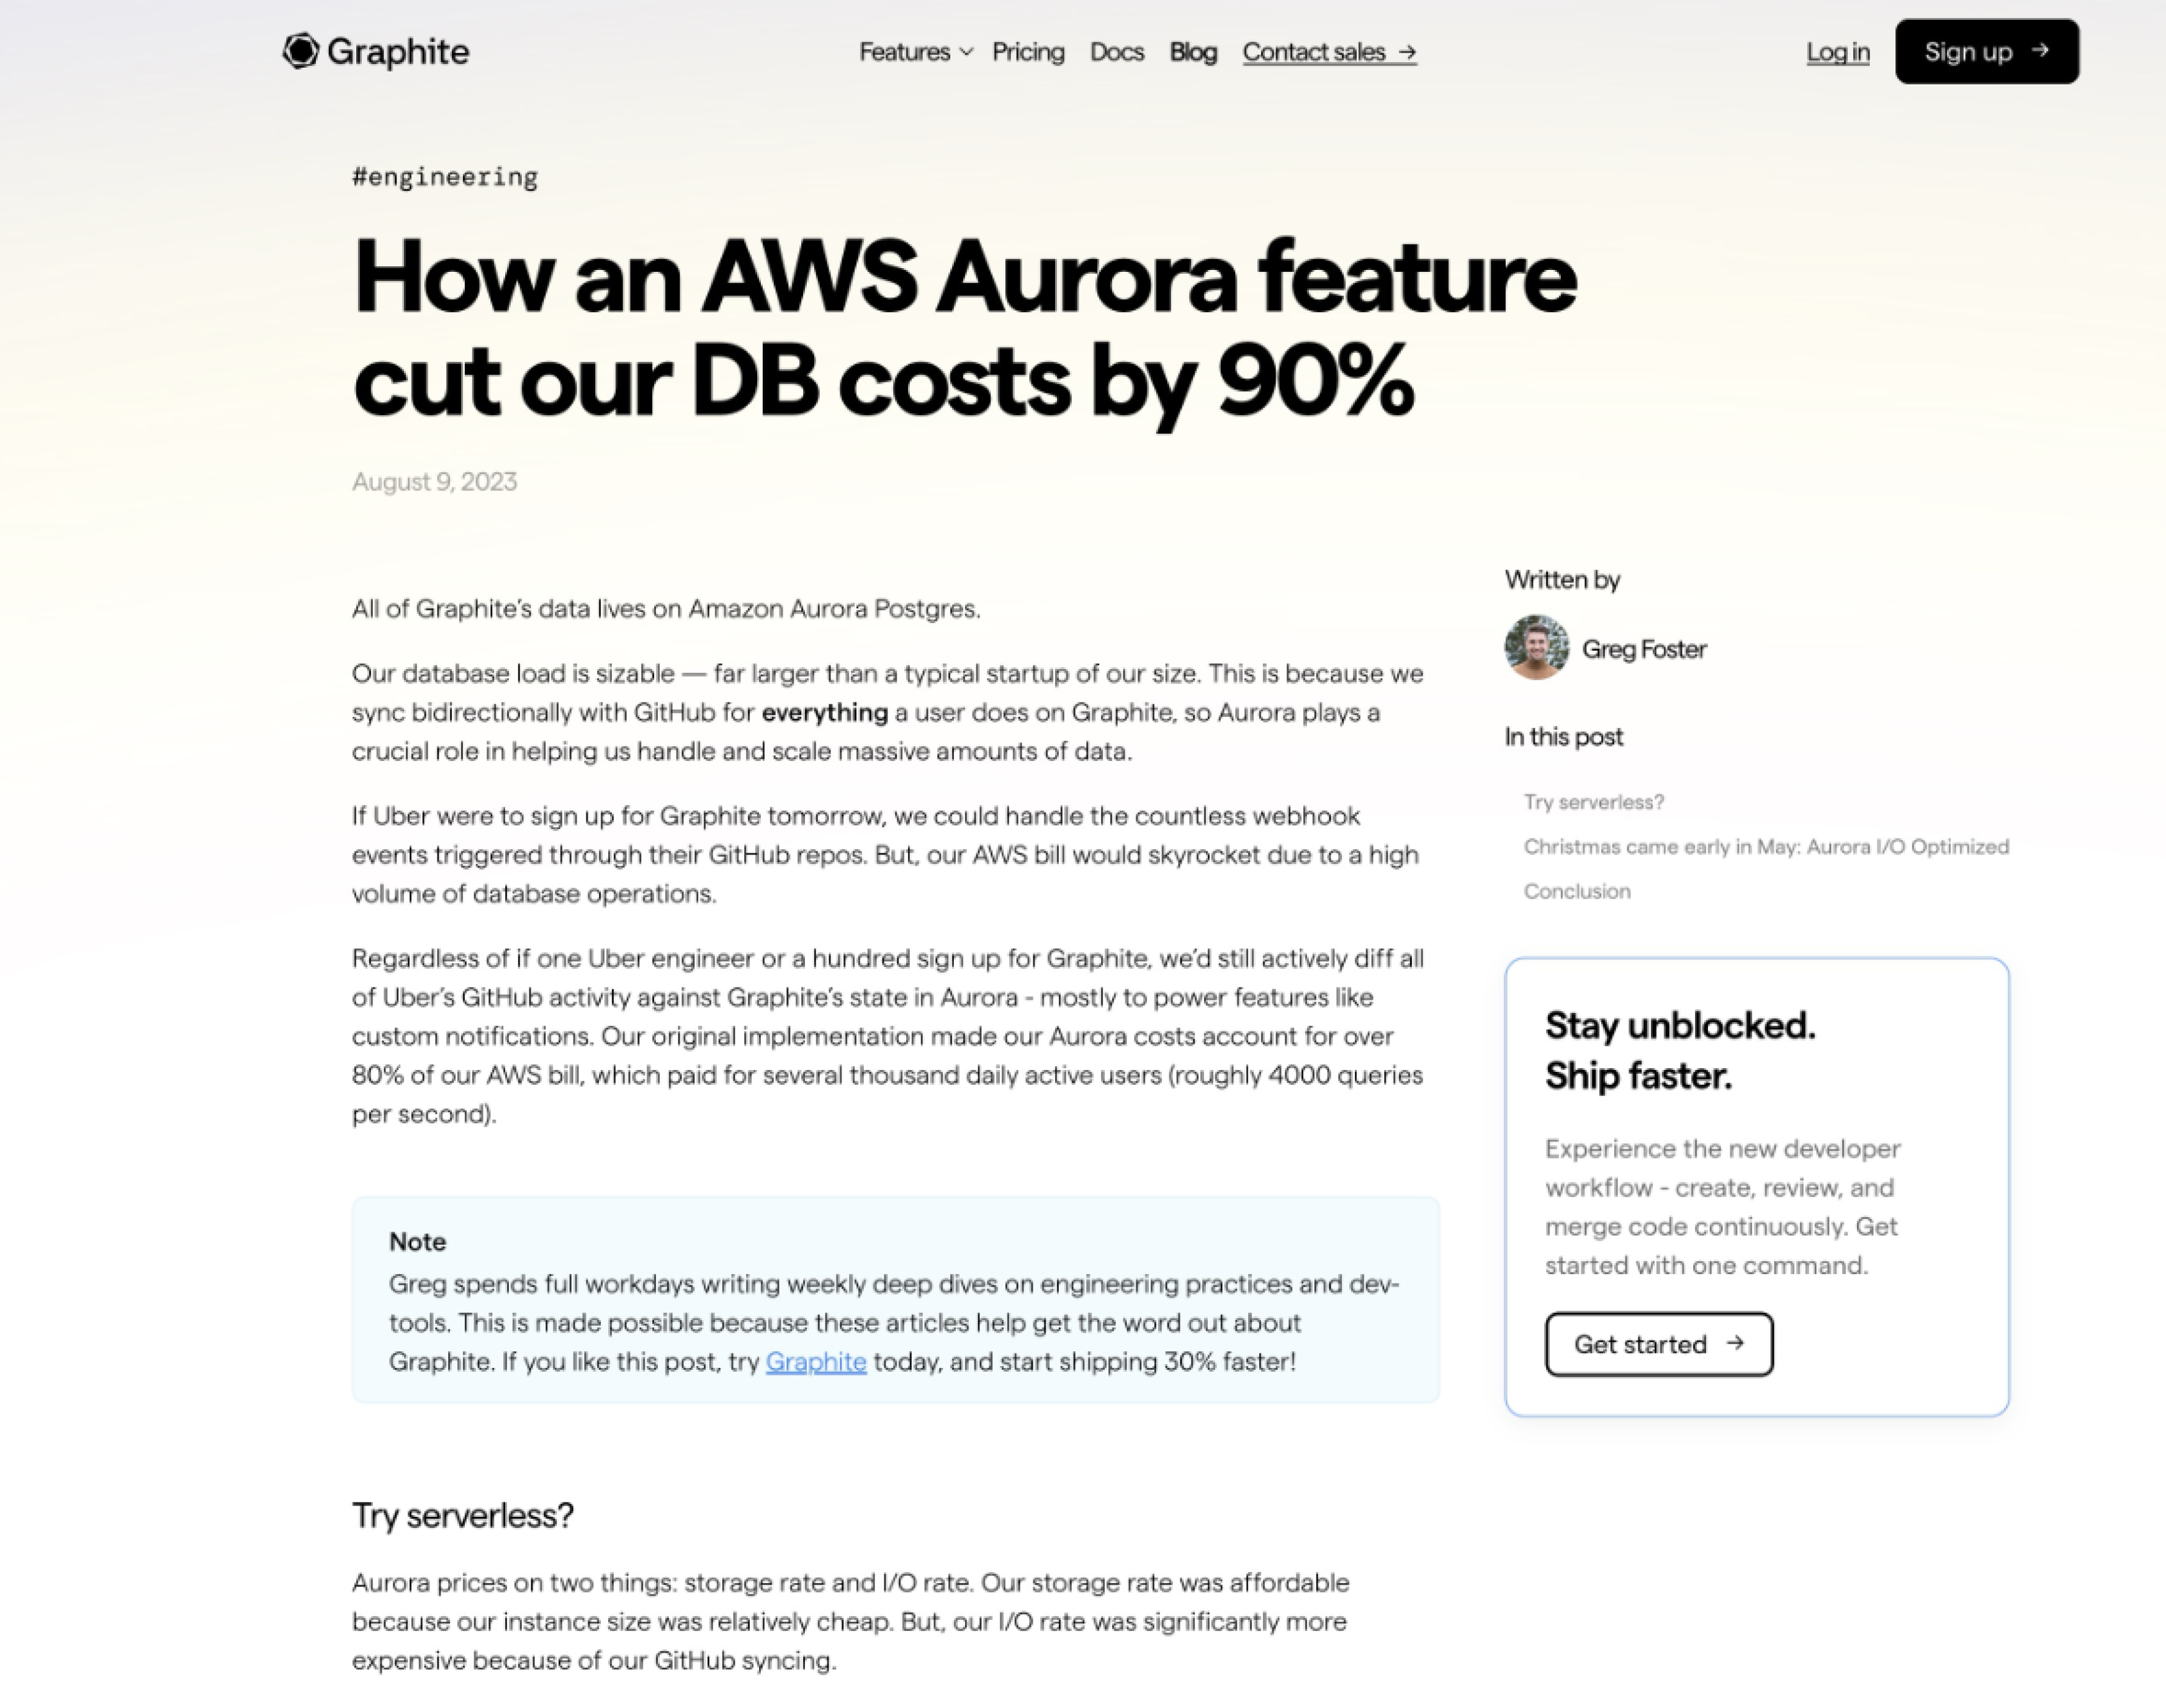 Graphite
Features Pricing Docs Blog Contact sales →
Log in Sign up →
#engineering
How an AWS Aurora feature
cut our DB costs by 90%
August 9, 2023
All of Graphite’s data lives on Amazon Aurora Postgres.
Our database load is sizable — far larger than a typical startup of our size. This is because we
sync bidirectionally with GitHub for everything a user does on Graphite, so Aurora plays a
crucial role in helping us handle and scale massive amounts of data.
If Uber were to sign up for Graphite tomorrow, we could handle the countless webhook
events triggered through their GitHub repos. But, our AWS bill would skyrocket due to a high
volume of database operations.
Regardless of if one Uber engineer or a hundred sign up for Graphite, we’d still actively diff all
of Uber’s GitHub activity against Graphite’s state in Aurora - mostly to power features like
custom notifications. Our original implementation made our Aurora costs account for over
80% of our AWS bill, which paid for several thousand daily active users (roughly 4000 queries
per second).
Note
Greg spends full workdays writing weekly deep dives on engineering practices and dev-
tools. This is made possible because these articles help get the word out about
Graphite. If you like this post, try Graphite today, and start shipping 30% faster!
Try serverless?
Aurora prices on two things: storage rate and I/O rate. Our storage rate was affordable
because our instance size was relatively cheap. But, our I/O rate was significantly more
expensive because of our GitHub syncing.
Written by
Greg Foster
In this post
Try serverless?
Christmas came early in May: Aurora I/O Optimized
Conclusion
Stay unblocked.
Ship faster.
Experience the new developer
workflow - create, review, and
merge code continuously. Get
started with one command.
Get started →